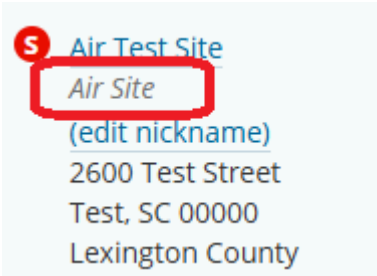 S Air Test Site
Air Site
(edit nickname)
2600 Test Street
Test, SC 00000
Lexington County